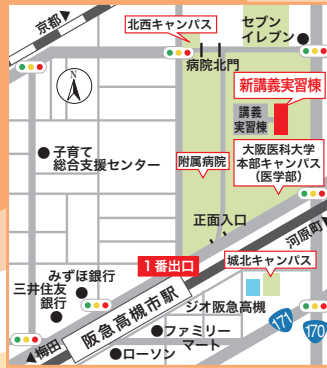 京都▶
北西キャンパス
セブン
イレブン
病院北門
N
新講義実習棟
講義
実習棟
子育て
総合支援センター
附属病院
大阪医科大学
本部キャンパス
(医学部)
正面入口
河原町▶
1番出口
城北キャンパス
みずほ銀行
三井住友
銀行
阪急高槻市駅
ジオ阪急高槻
171
170
ファミリー
マート
◀梅田
ローソン